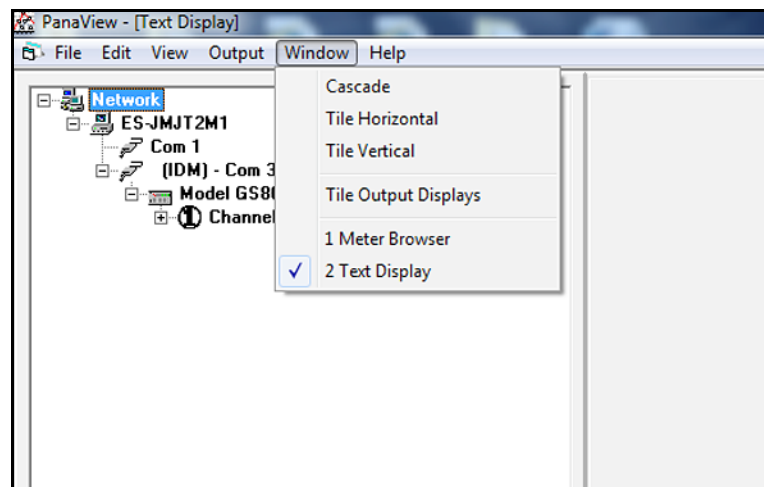 PanaView - [Text Display]
File Edit View Output Window Help
Cascade
Tile Horizontal
Tile Vertical
Tile Output Displays
1 Meter Browser
2 Text Display
Network
ES-JMJT2M1
Com 1
(IDM) - Com 3
Model
1 Channel